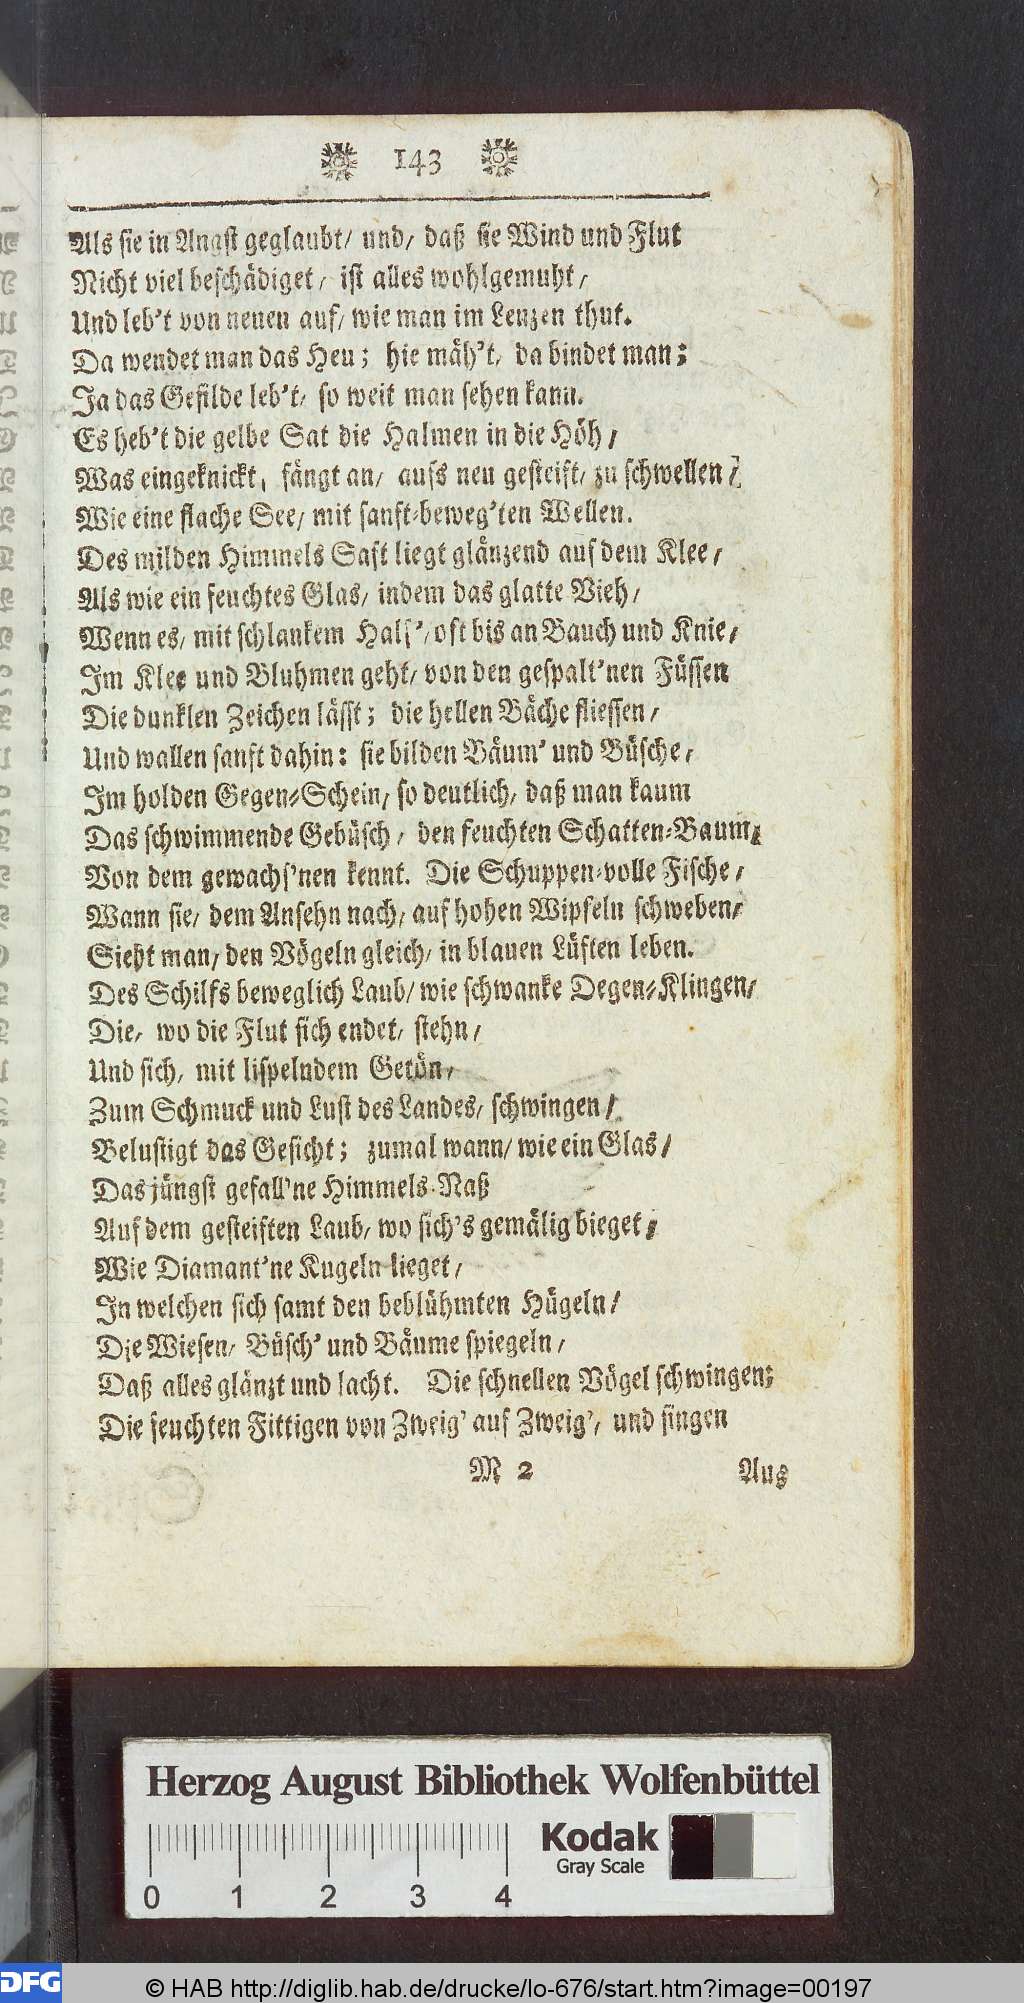 143
Als sie in Angst geglaubt/ und/ daß sie Wind und Flut
Nicht viel beschädiget/ ist alles wohlgemuht/
Und leb't von neuen auf/ wie man im Lenzen thut.
Da wendet man das Heu; hie mäh't/ da bindet man;
Ja das Gefilde leb't/ so weit man sehen kann.
Es heb't die gelbe Sat die Halmen in die Höh/
Was eingeknickt, fängt an/ aufs neu gesteift/ zu schwellen/
Wie eine flache See/ mit sanft-beweg'ten Wellen.
Des milden Himmels Saft liegt glänzend auf dem Klee/
Als wie ein feuchtes Glas/ indem das glatte Vieh/
Wenn es/ mit schlankem Hals'/ oft bis an Bauch und Knie/
Im Klee und Bluhmen geht/ von den gespalt'nen Füssen
Die dunklen Zeichen lässt; die hellen Bäche fliessen/
Und wallen sanft dahin: sie bilden Bäum' und Büsche/
Im holden Gegen-Schein/ so deutlich/ daß man kaum
Das schwimmende Gebüsch/ den feuchten Schatten-Baum/
Von dem gewachs'nen kennt. Die Schuppen-volle Fische/
Wann sie/ dem Ansehn nach/ auf hohen Wipfeln schweben/
Sieht man/ den Vögeln gleich/ in blauen Lüften leben.
Des Schilfs beweglich Laub/ wie schwanke Degen-Klingen/
Die/ wo die Flut sich endet/ stehn/
Und sich/ mit lispelndem Getön/
Zum Schmuck und Lust des Landes/ schwingen/
Belustigt das Gesicht; zumal wann/ wie ein Glas/
Das jüngst gefall'ne Himmels-Naß
Auf dem gesteiften Laub/ wo sich's gemälig bieget/
Wie Diamant'ne Kugeln lieget/
In welchen sich samt den beblühmten Hügeln/
Die Wiesen/ Büsch' und Bäume spiegeln/
Daß alles glänzt und lacht. Die schnellen Vögel schwingen;
Die feuchten Fittigen von Zweig' auf Zweig'/ und singen
M 2 Aus
Herzog August Bibliothek Wolfenbüttel
Kodak
Gray Scale
0 1 2 3 4
DFG © HAB http://diglib.hab.de/drucke/lo-676/start.htm?image=00197